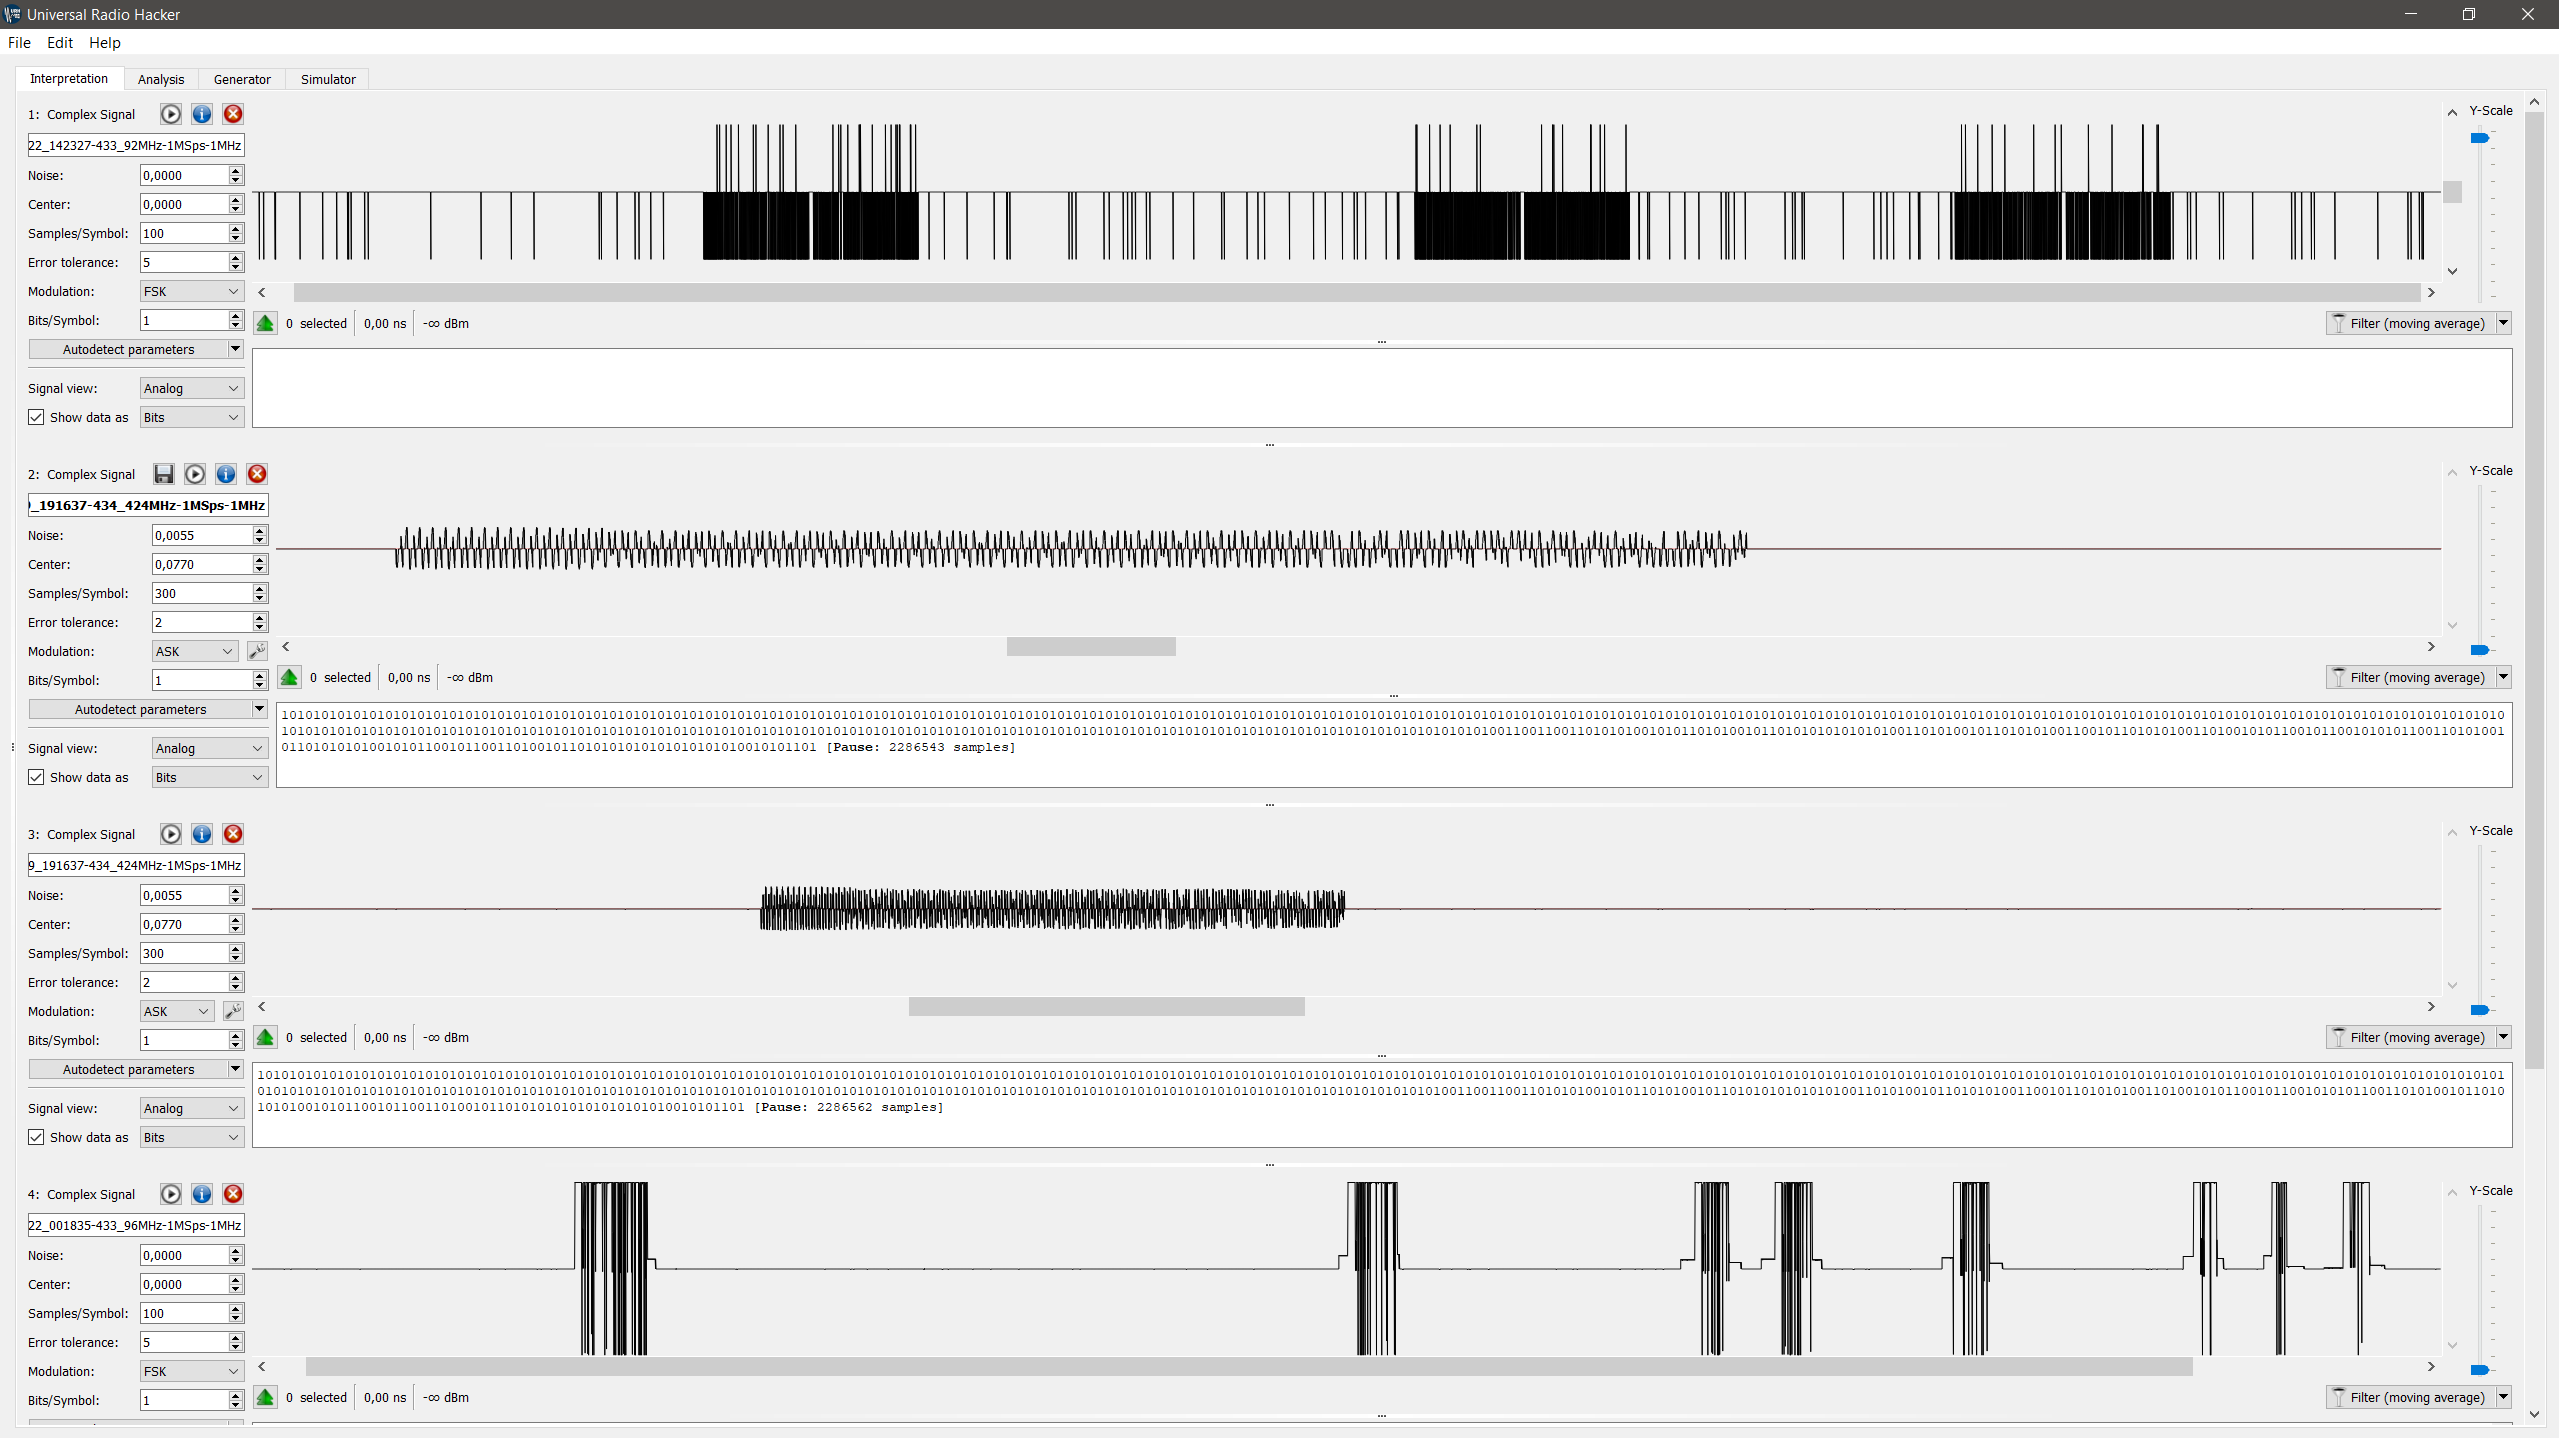 Universal Radio Hacker
File Edit Help
Interpretation Analysis Generator Simulator
1: Complex Signal
22_142327-433_92MHz-1MSps-1MHz
Noise: 0,0000
Center: 0,0000
Samples/Symbol: 100
Error tolerance: 5
Modulation: FSK
Bits/Symbol: 1
Autodetect parameters
Signal view: Analog
Show data as Bits
Y-Scale
0 selected 0,00 ns -∞ dBm
Filter (moving average)
2: Complex Signal
_191637-434_424MHz-1MSps-1MHz
Noise: 0,0055
Center: 0,0770
Samples/Symbol: 300
Error tolerance: 2
Modulation: ASK
Bits/Symbol: 1
Autodetect parameters
Signal view: Analog
Show data as Bits
Y-Scale
0 selected 0,00 ns -∞ dBm
Filter (moving average)
[Pause: 2286543 samples]
3: Complex Signal
9_191637-434_424MHz-1MSps-1MHz
Noise: 0,0055
Center: 0,0770
Samples/Symbol: 300
Error tolerance: 2
Modulation: ASK
Bits/Symbol: 1
Autodetect parameters
Signal view: Analog
Show data as Bits
Y-Scale
0 selected 0,00 ns -∞ dBm
Filter (moving average)
[Pause: 2286562 samples]
4: Complex Signal
22_001835-433_96MHz-1MSps-1MHz
Noise: 0,0000
Center: 0,0000
Samples/Symbol: 100
Error tolerance: 5
Modulation: FSK
Bits/Symbol: 1
Y-Scale
0 selected 0,00 ns -∞ dBm
Filter (moving average)